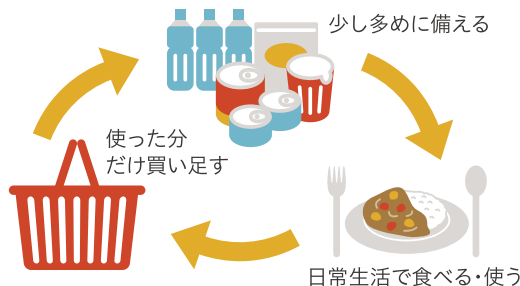 少し多めに備える
使った分
だけ買い足す
日常生活で食べる・使う